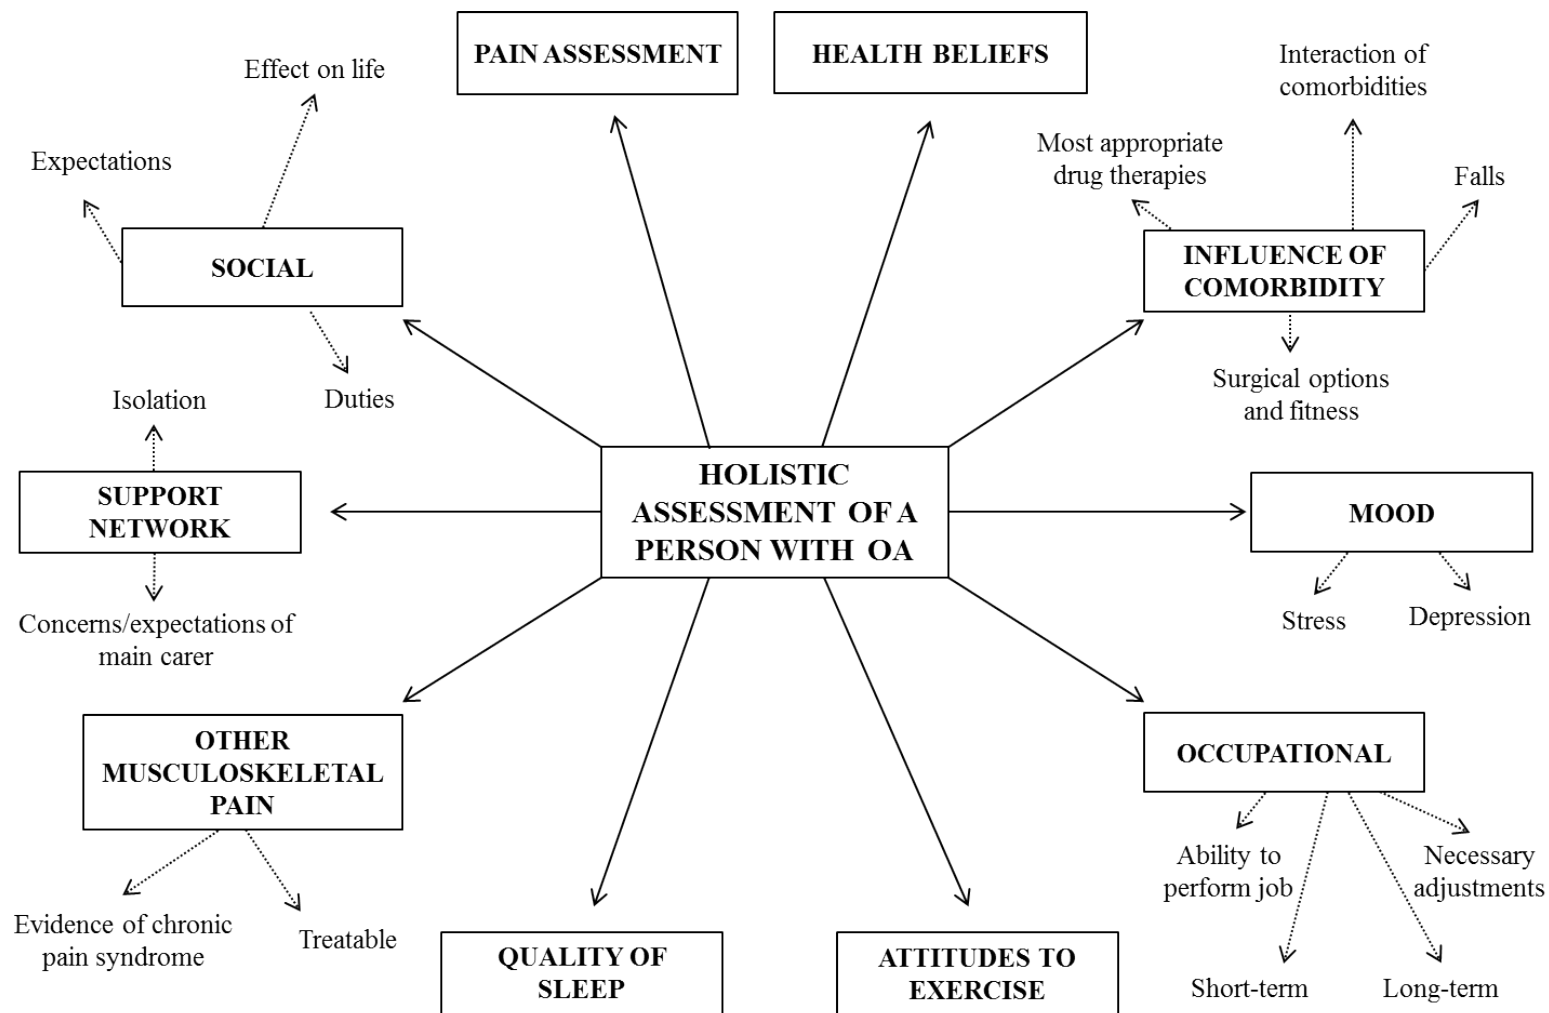 PAIN ASSESSMENT
HEALTH BELIEFS
Effect on life
Expectations
SOCIAL
Duties
Interaction of
comorbidities
Most appropriate
drug therapies
Falls
INFLUENCE OF
COMORBIDITY
Surgical options
and fitness
Isolation
SUPPORT
NETWORK
Concerns/expectations of
main carer
HOLISTIC
ASSESSMENT OF A
PERSON WITH OA
MOOD
Stress
Depression
OTHER
MUSCULOSKELETAL
PAIN
Evidence of chronic
pain syndrome
Treatable
QUALITY OF
SLEEP
ATTITUDES TO
EXERCISE
OCCUPATIONAL
Ability to
perform job
Necessary
adjustments
Short-term
Long-term